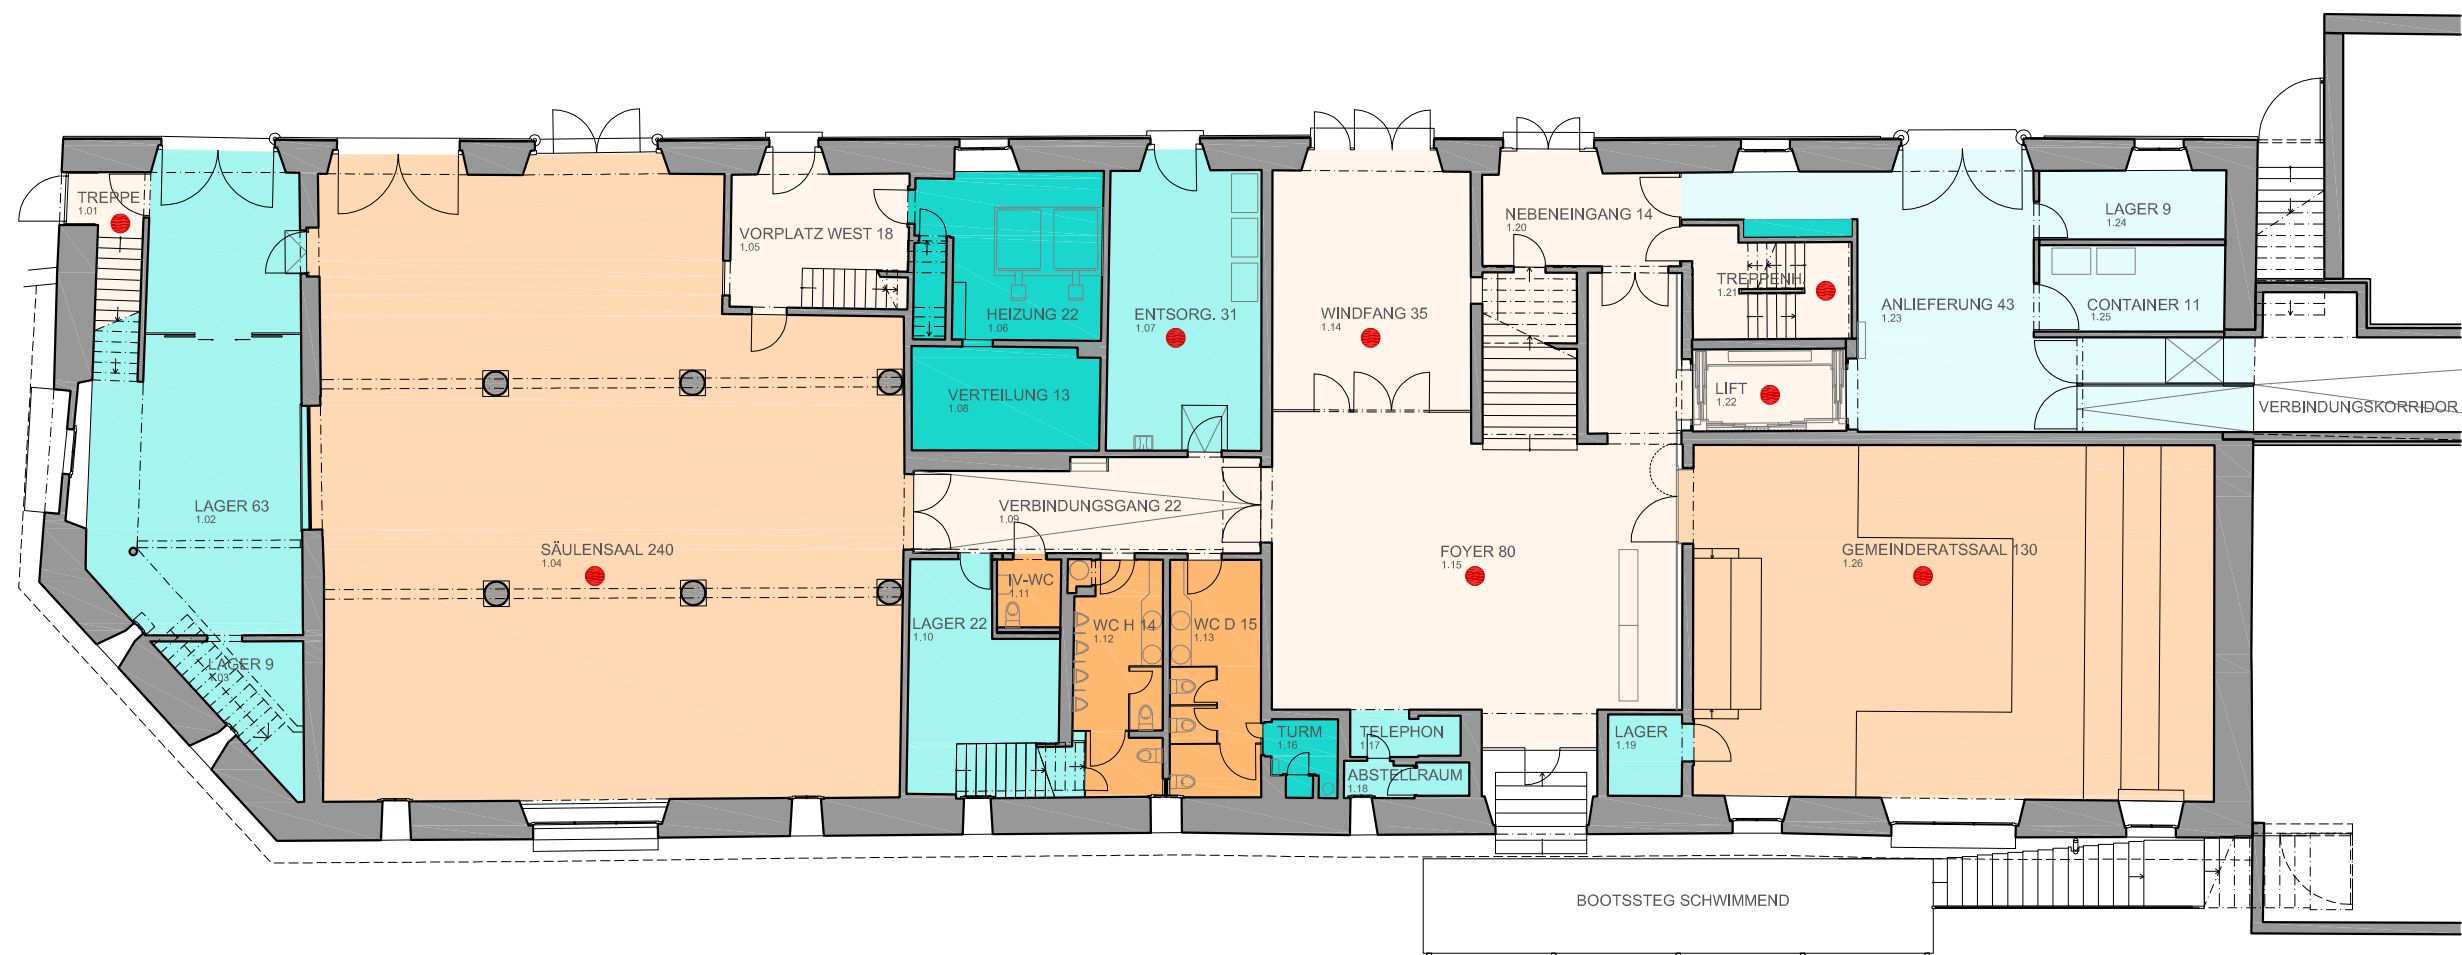 TREPPE
1.01
LAGER 63
1.02
LAGER 9
1.03
SÄULENSAAL 240
1.04
VORPLATZ WEST 18
1.05
HEIZUNG 22
1.06
ENTSORG. 31
1.07
VERTEILUNG 13
1.08
VERBINDUNGSGANG 22
1.09
LAGER 22
1.10
IV-WC
1.11
WC H 14
1.12
WC D 15
1.13
WINDFANG 35
1.14
FOYER 80
1.15
TURM
1.16
TELEPHON
1.17
ABSTELLRAUM
1.18
LAGER
1.19
NEBENEINGANG 14
1.20
TREPPENH.
1.21
LIFT
1.22
ANLIEFERUNG 43
1.23
LAGER 9
1.24
CONTAINER 11
1.25
VERBINDUNGSKORRIDOR
GEMEINDERATSSAAL 130
1.26
BOOTSSTEG SCHWIMMEND